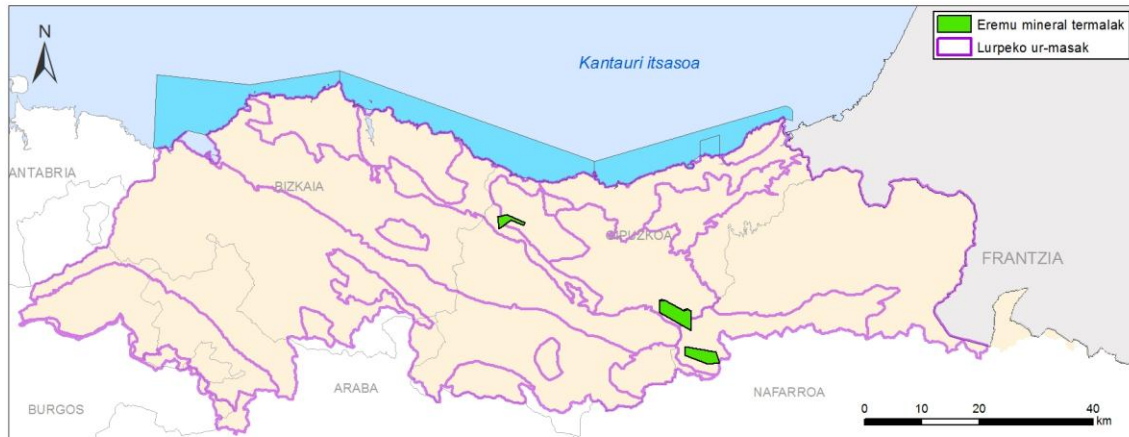 Eremu mineral termalak
Lurpeko ur-masak
N
Kantauri itsasoa
ANTABRIA
BIZKAIA
GIPUZKOA
FRANTZIA
ARABA
NAFARROA
BURGOS
0 10 20 40
km